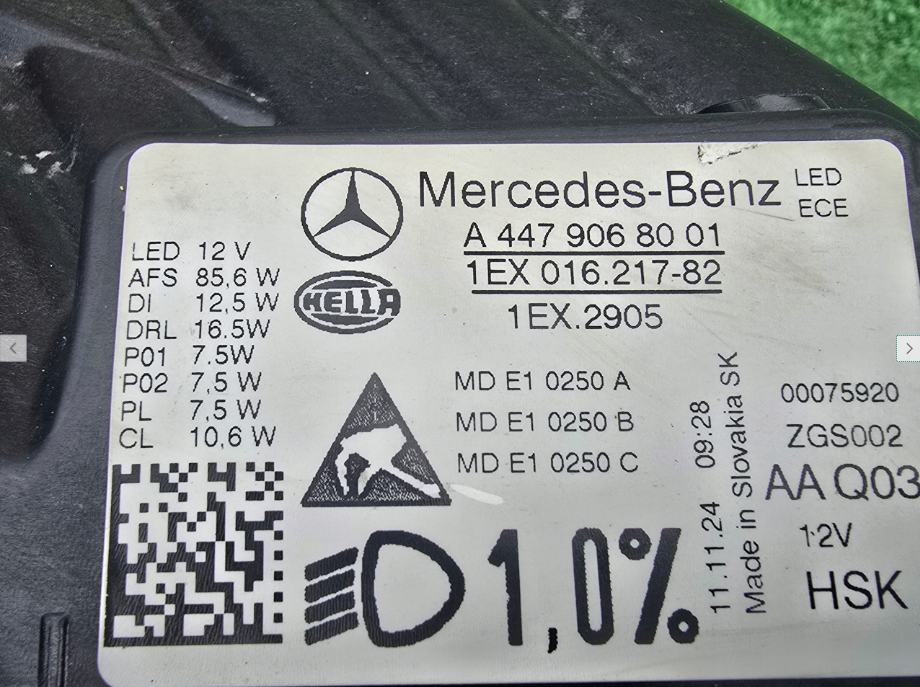 Mercedes-Benz
LED
ECE
A 447 906 80 01
1EX 016.217-82
1EX.2905
LED 12 V
AFS 85,6 W
DI 12,5 W
DRL 16.5W
P01 7.5W
P02 7,5 W
PL 7,5 W
CL 10,6 W
HELLA
MD E1 0250 A
MD E1 0250 B
MD E1 0250 C
11.11.24 09:28
Made in Slovakia SK
00075920
ZGS002
AA Q03
12V
HSK
1,0%